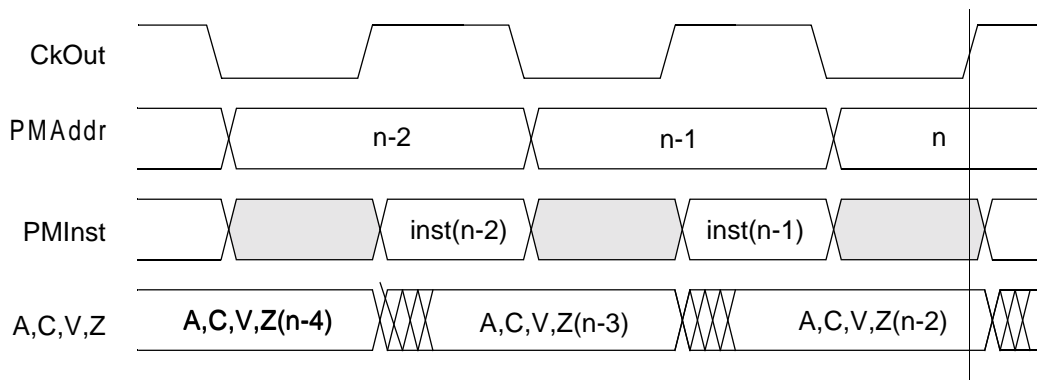 CkOut
PMAddr n-2 n-1 n
PMInst inst(n-2) inst(n-1)
A,C,V,Z A,C,V,Z(n-4) A,C,V,Z(n-3) A,C,V,Z(n-2)